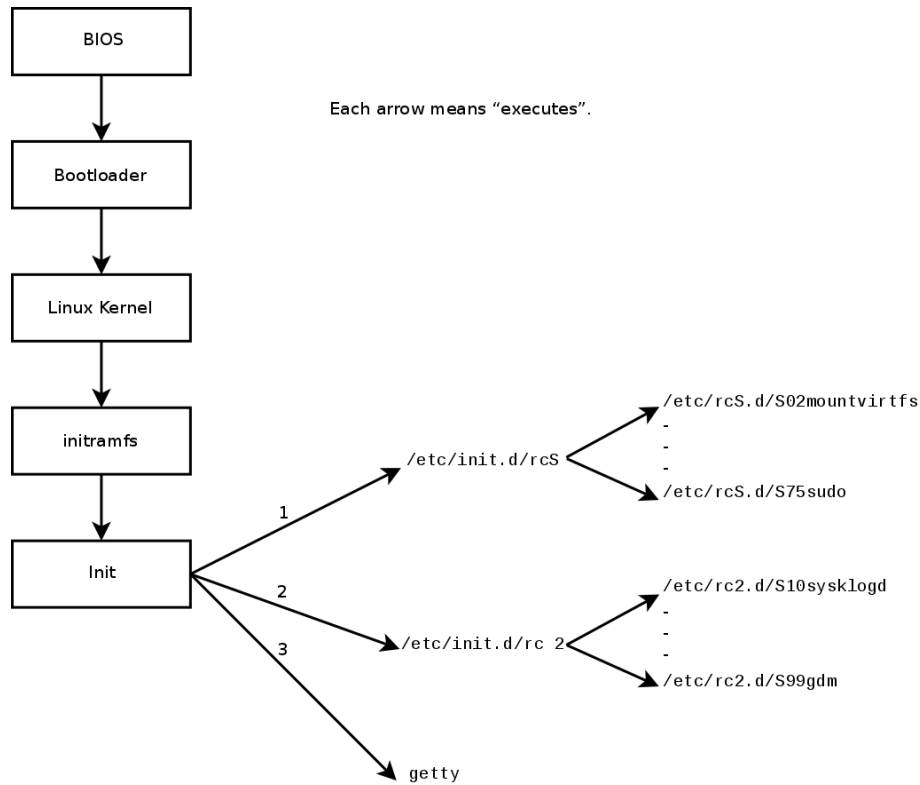 BIOS
Each arrow means “executes”.
Bootloader
Linux Kernel
initramfs
Init
1
2
3
/etc/init.d/rcS
/etc/rcS.d/S02mountvirtfs
-
-
-
/etc/rcS.d/S75sudo
/etc/init.d/rc 2
/etc/rc2.d/S10sysklogd
-
-
-
/etc/rc2.d/S99gdm
getty